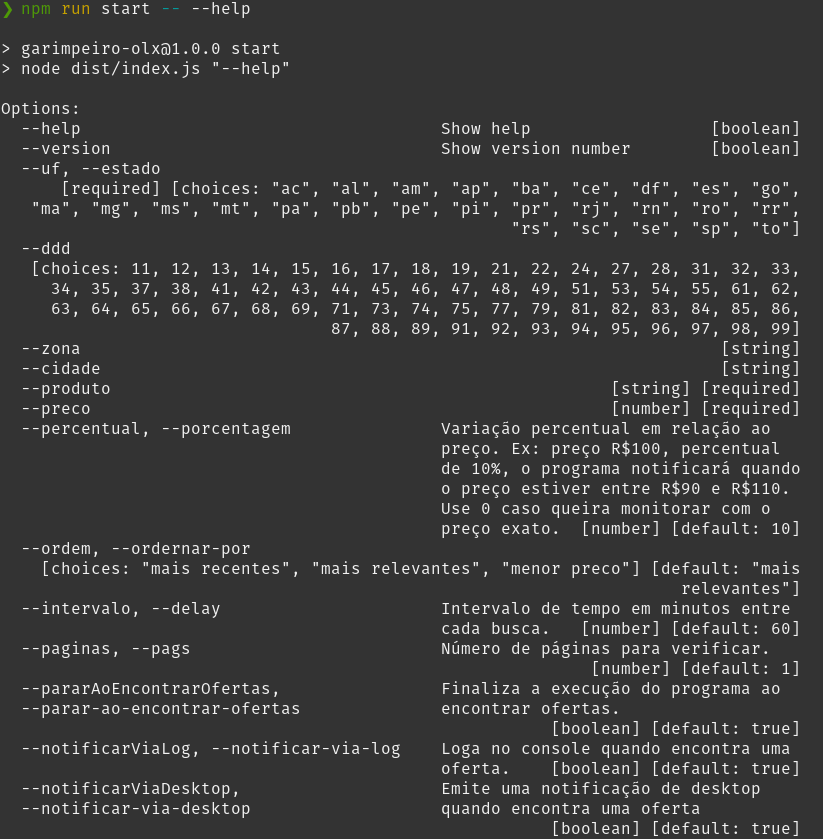 ❯ npm run start -- --help
> garimpeiro-olx@1.0.0 start
> node dist/index.js "--help"
Options:
--help Show help [boolean]
--version Show version number [boolean]
--uf, --estado
[required] [choices: "ac", "al", "am", "ap", "ba", "ce", "df", "es", "go",
"ma", "mg", "ms", "mt", "pa", "pb", "pe", "pi", "pr", "rj", "rn", "ro", "rr",
"rs", "sc", "se", "sp", "to"]
--ddd
[choices: 11, 12, 13, 14, 15, 16, 17, 18, 19, 21, 22, 24, 27, 28, 31, 32, 33,
34, 35, 37, 38, 41, 42, 43, 44, 45, 46, 47, 48, 49, 51, 53, 54, 55, 61, 62,
63, 64, 65, 66, 67, 68, 69, 71, 73, 74, 75, 77, 79, 81, 82, 83, 84, 85, 86,
87, 88, 89, 91, 92, 93, 94, 95, 96, 97, 98, 99]
--zona [string]
--cidade [string]
--produto [string] [required]
--preco [number] [required]
--percentual, --porcentagem Variação percentual em relação ao
preço. Ex: preço R$100, percentual
de 10%, o programa notificará quando
o preço estiver entre R$90 e R$110.
Use 0 caso queira monitorar com o
preço exato. [number] [default: 10]
--ordem, --ordernar-por
[choices: "mais recentes", "mais relevantes", "menor preco"] [default: "mais
relevantes"]
--intervalo, --delay Intervalo de tempo em minutos entre
cada busca. [number] [default: 60]
--paginas, --pags Número de páginas para verificar.
[number] [default: 1]
--pararAoEncontrarOfertas, Finaliza a execução do programa ao
--parar-ao-encontrar-ofertas encontrar ofertas.
[boolean] [default: true]
--notificarViaLog, --notificar-via-log Loga no console quando encontra uma
oferta. [boolean] [default: true]
--notificarViaDesktop, Emite uma notificação de desktop
--notificar-via-desktop quando encontra uma oferta
[boolean] [default: true]